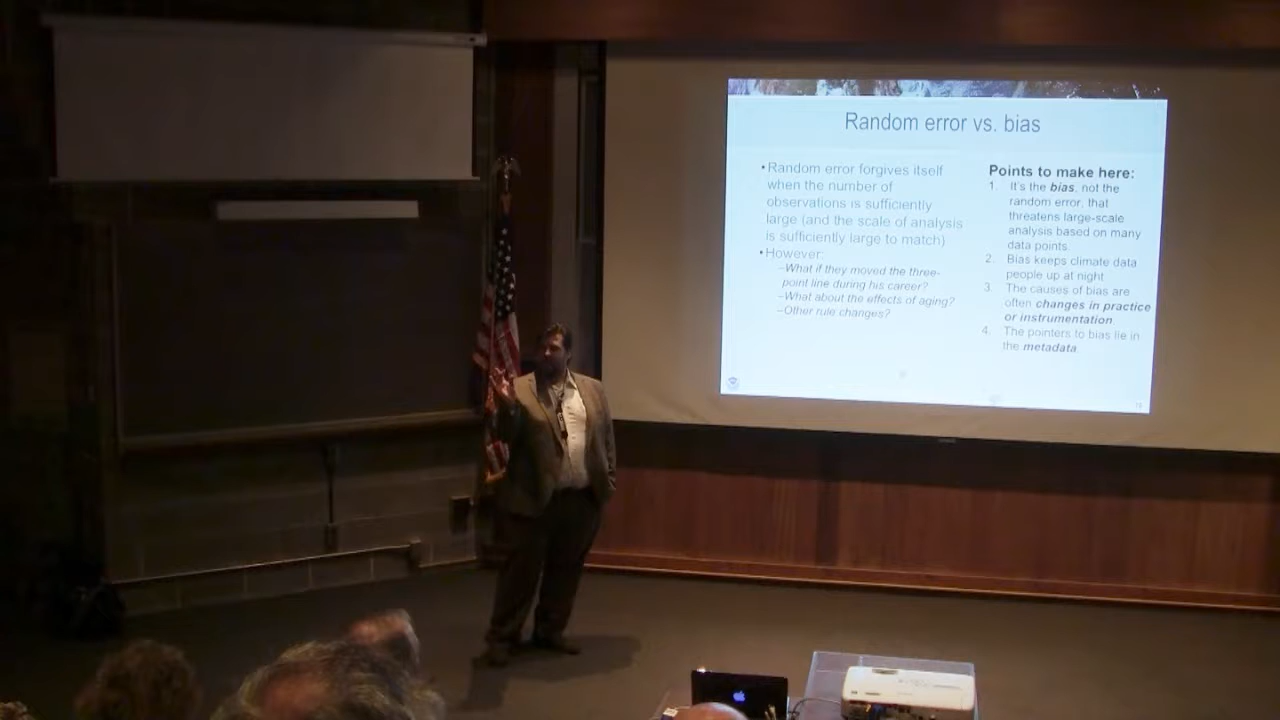 Random error vs. bias
•Random error forgives itself
when the number of
observations is sufficiently
large (and the scale of analysis
is sufficiently large to match)
•However:
–What if they moved the three-
point line during his career?
–What about the effects of aging?
–Other rule changes?
Points to make here:
1. It's the bias, not the
random error, that
threatens large-scale
analysis based on many
data points.
2. Bias keeps climate data
people up at night
3. The causes of bias are
often changes in practice
or instrumentation.
4. The pointers to bias lie in
the metadata